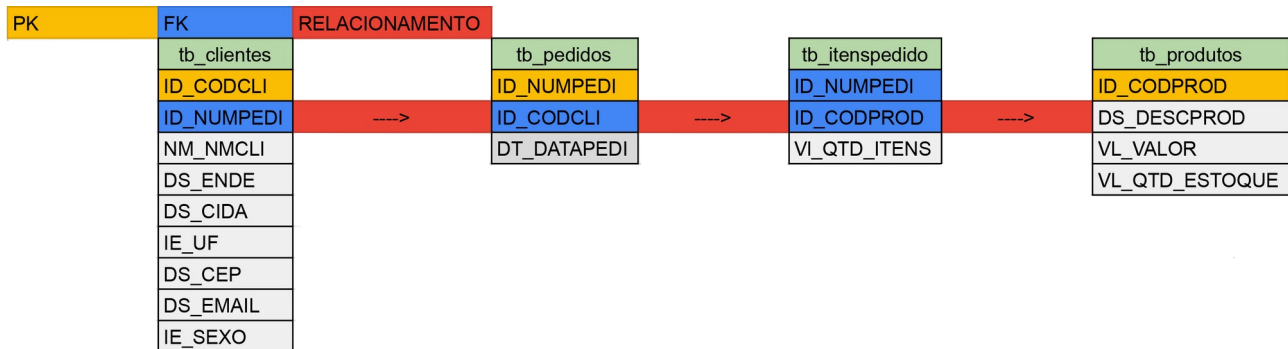 PK FK RELACIONAMENTO
tb_clientes tb_pedidos tb_itenspedido tb_produtos
ID_CODCLI ID_NUMPEDI ID_NUMPEDI ID_CODPROD
ID_NUMPEDI ----> ID_CODCLI ----> ID_CODPROD ----> DS_DESCPROD
NM_NMCLI DT_DATAPEDI VI_QTD_ITENS VL_VALOR
DS_ENDE VL_QTD_ESTOQUE
DS_CIDA
IE_UF
DS_CEP
DS_EMAIL
IE_SEXO